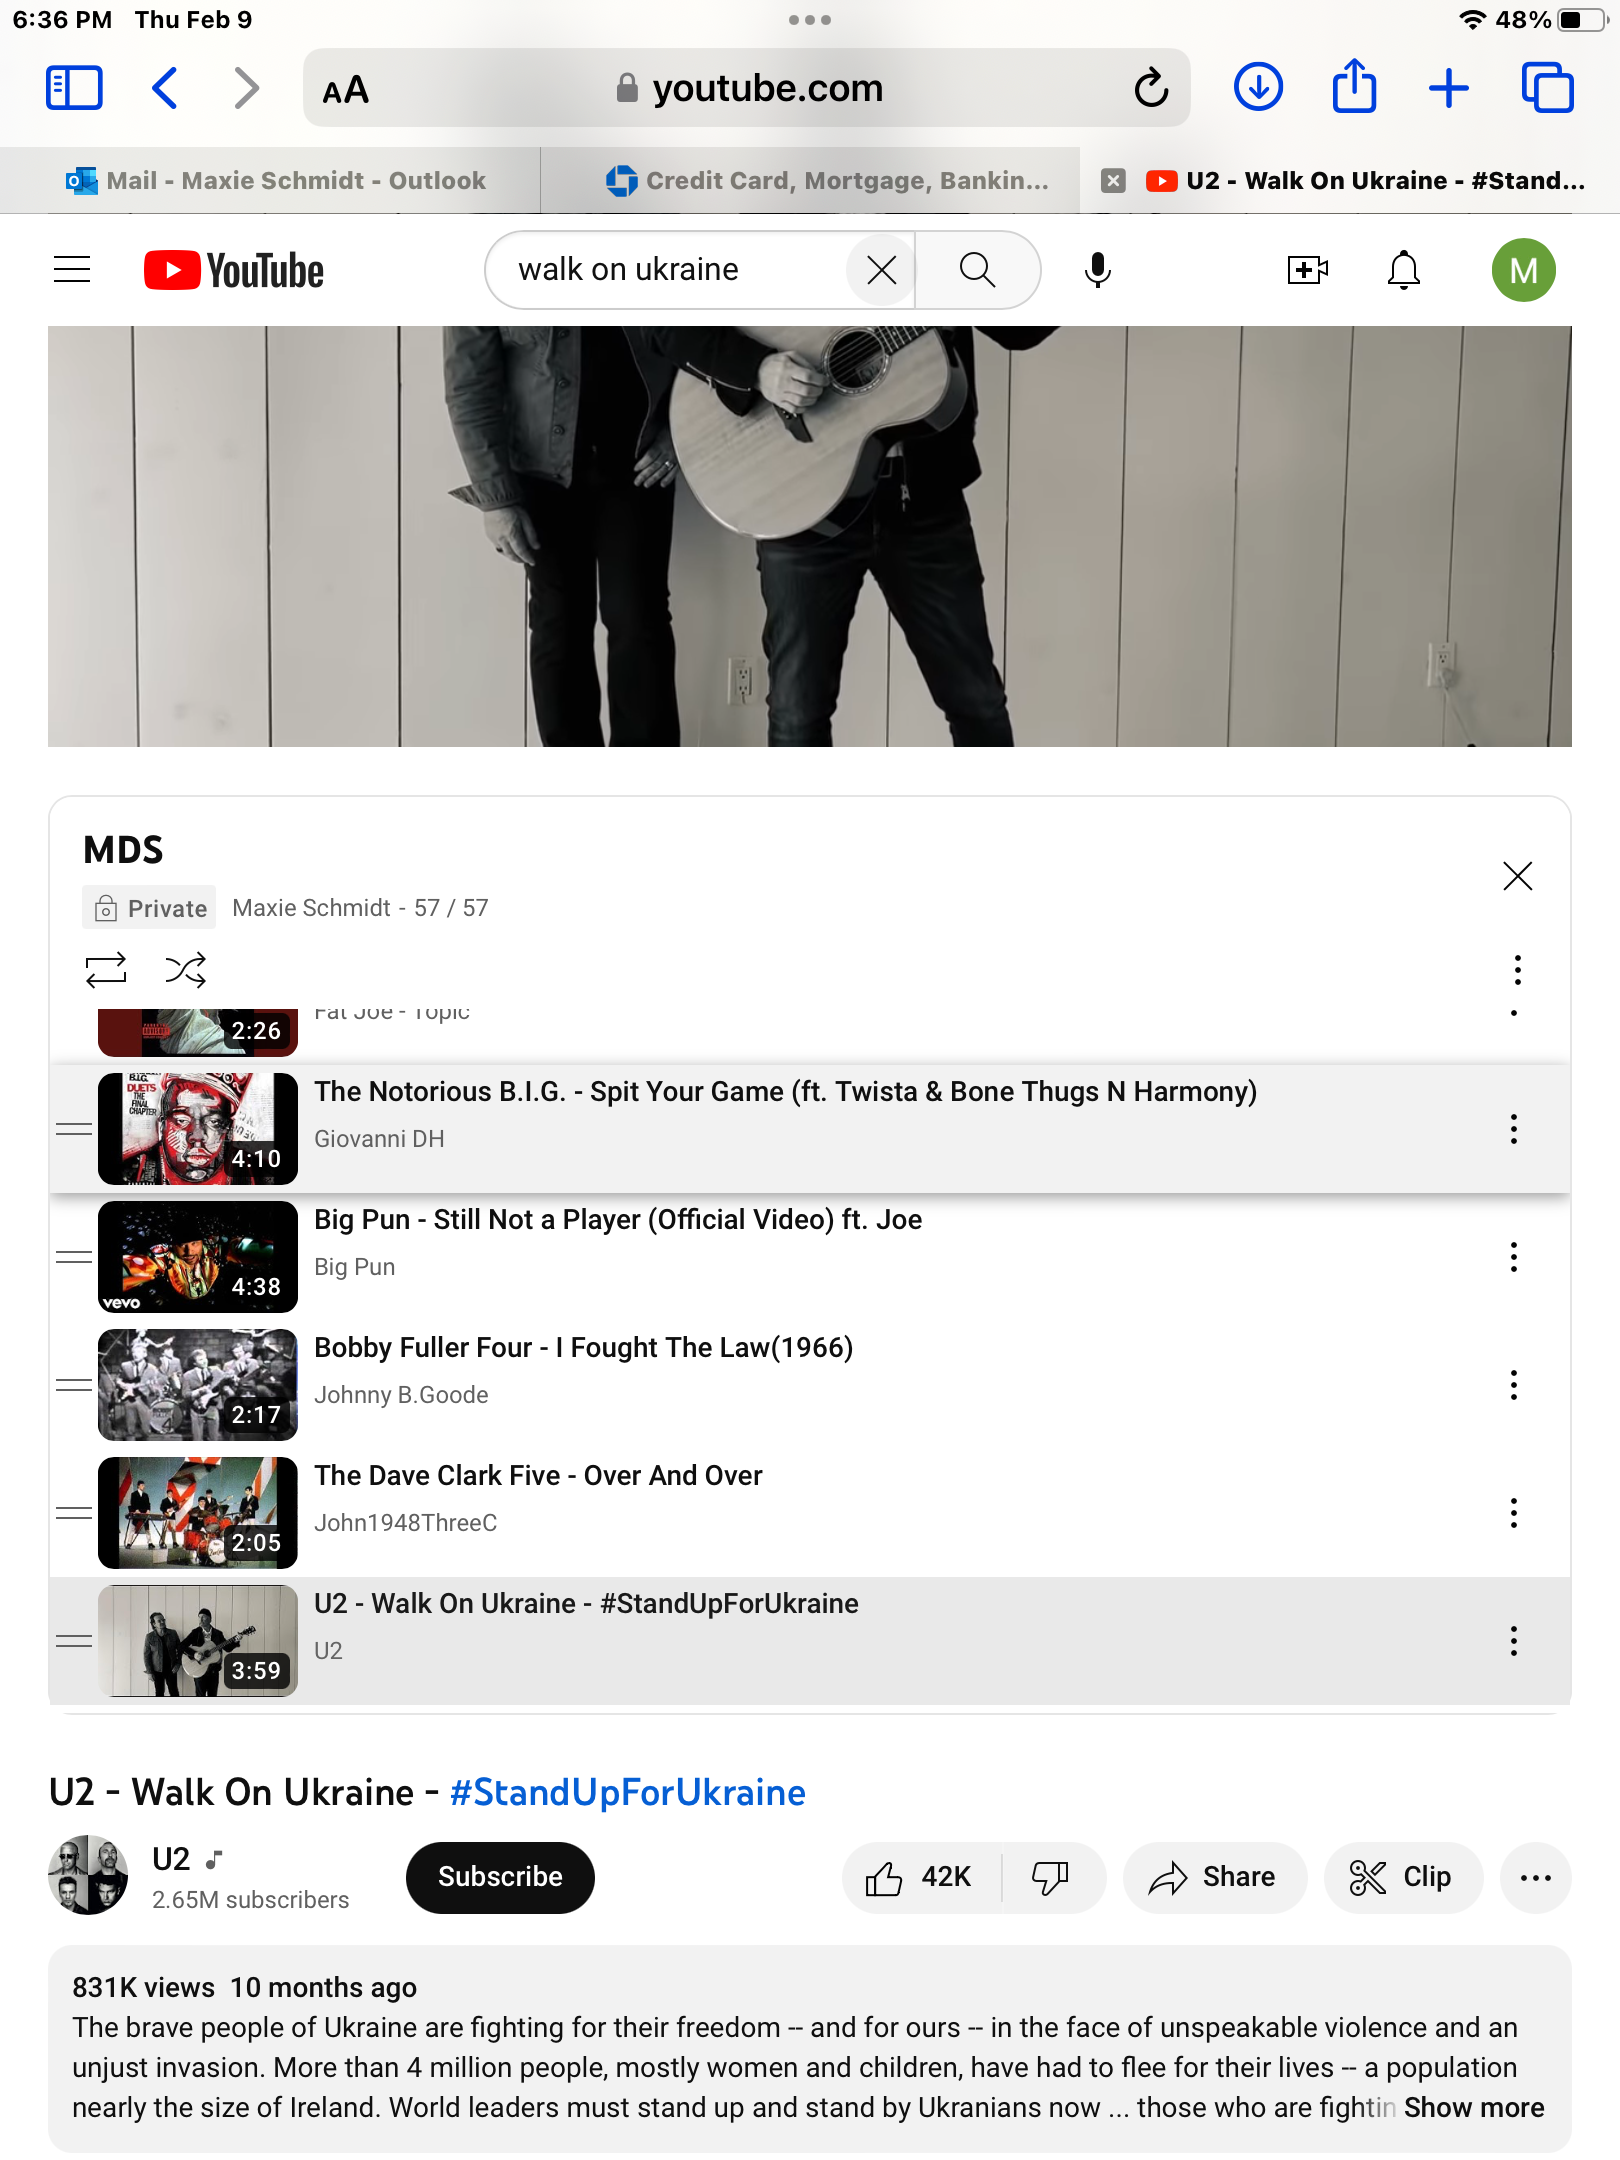 6:36 PM Thu Feb 9
48%
AA youtube.com
Mail - Maxie Schmidt - Outlook
Credit Card, Mortgage, Bankin...
U2 - Walk On Ukraine - #Stand...
YouTube
walk on ukraine
M
MDS
Private Maxie Schmidt - 57 / 57
2:26
Fat Joe - Topic
B.I.G.
DUETS
THE
FINAL
CHAPTER
4:10
The Notorious B.I.G. - Spit Your Game (ft. Twista & Bone Thugs N Harmony)
Giovanni DH
vevo
4:38
Big Pun - Still Not a Player (Official Video) ft. Joe
Big Pun
2:17
Bobby Fuller Four - I Fought The Law(1966)
Johnny B.Goode
2:05
The Dave Clark Five - Over And Over
John1948ThreeC
3:59
U2 - Walk On Ukraine - #StandUpForUkraine
U2
U2 - Walk On Ukraine - #StandUpForUkraine
U2
2.65M subscribers
Subscribe
42K
Share
Clip
831K views 10 months ago
The brave people of Ukraine are fighting for their freedom -- and for ours -- in the face of unspeakable violence and an
unjust invasion. More than 4 million people, mostly women and children, have had to flee for their lives -- a population
nearly the size of Ireland. World leaders must stand up and stand by Ukranians now ... those who are fightin Show more